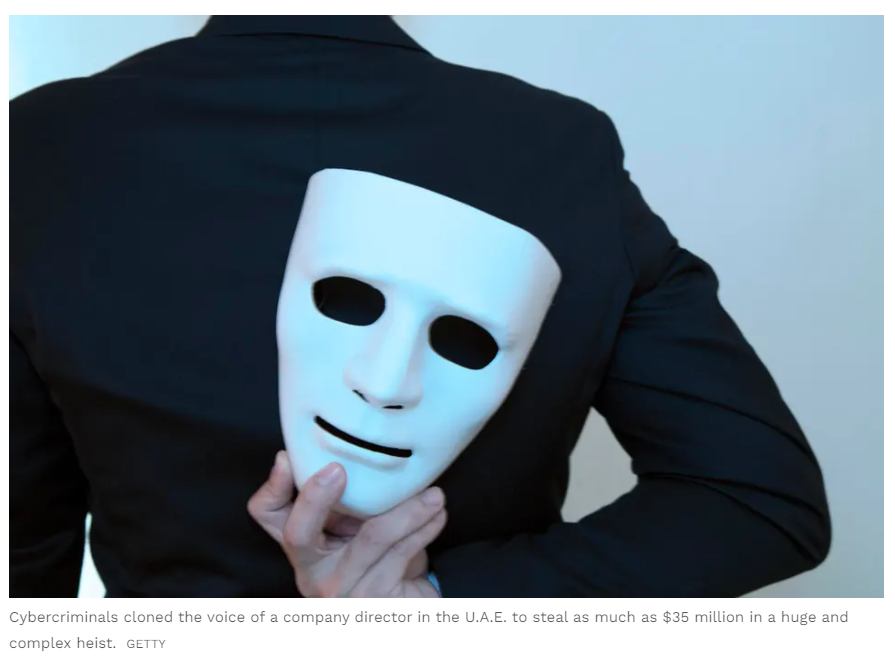 Cybercriminals cloned the voice of a company director in the U.A.E. to steal as much as $35 million in a huge and
complex heist. GETTY